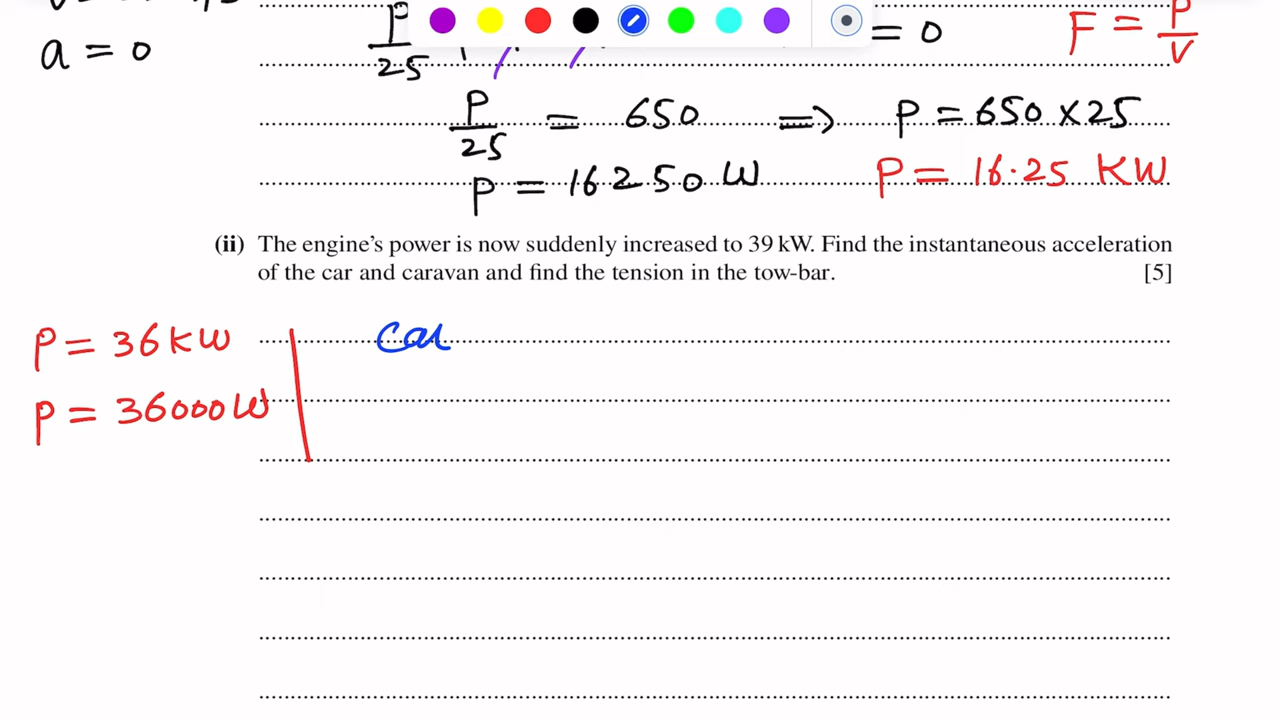 a = 0
P/25
= 0
F = P/V
P/25 = 650 => P = 650 × 25
P = 16250 W P = 16.25 KW
(ii) The engine's power is now suddenly increased to 39 kW. Find the instantaneous acceleration
of the car and caravan and find the tension in the tow-bar. [5]
P = 36 KW
Car
P = 36000 W